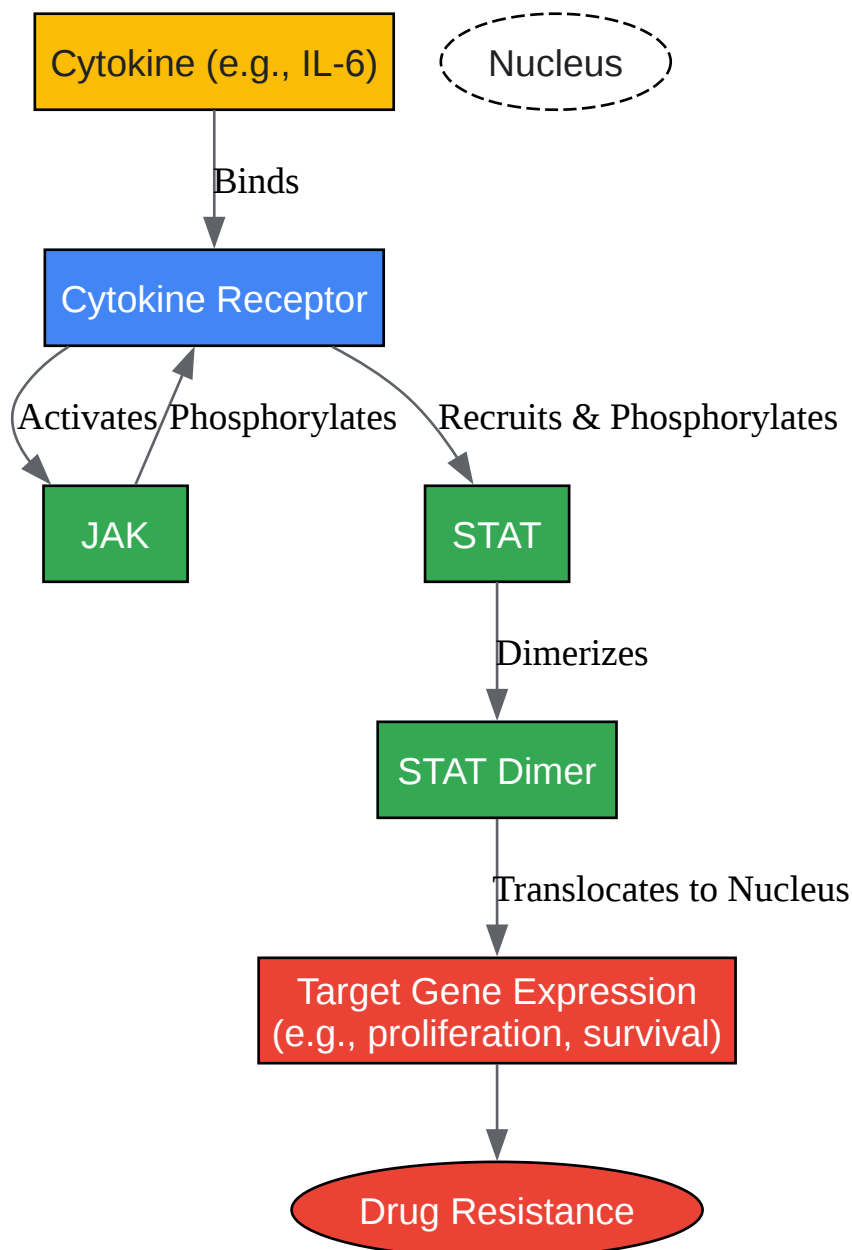 Cytokine (e.g., IL-6)
Nucleus
Binds
Cytokine Receptor
Activates
Phosphorylates
Recruits & Phosphorylates
JAK
STAT
Dimerizes
STAT Dimer
Translocates to Nucleus
Target Gene Expression
(e.g., proliferation, survival)
Drug Resistance